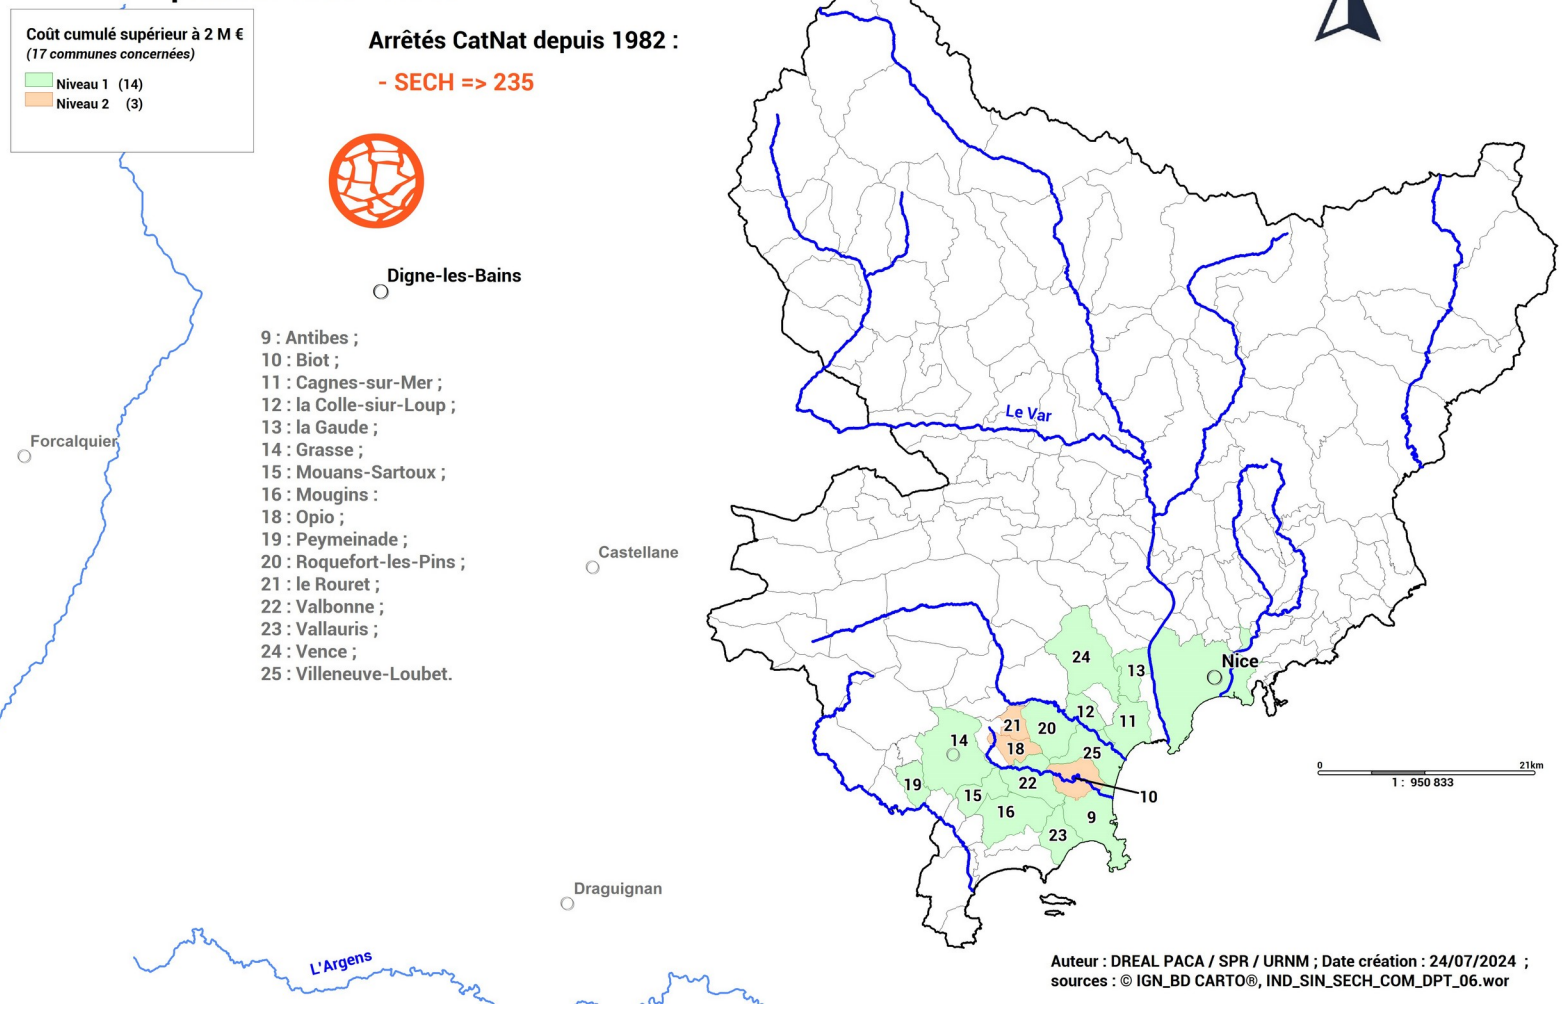 Coût cumulé supérieur à 2 M €
(17 communes concernées)
Niveau 1 (14)
Niveau 2 (3)
Arrêtés CatNat depuis 1982 :
- SECH => 235
Digne-les-Bains
9 : Antibes ;
10 : Biot ;
11 : Cagnes-sur-Mer ;
12 : la Colle-siur-Loup ;
13 : la Gaude ;
14 : Grasse ;
15 : Mouans-Sartoux ;
16 : Mougins :
18 : Opio ;
19 : Peymeinade ;
20 : Roquefort-les-Pins ;
21 : le Rouret ;
22 : Valbonne ;
23 : Vallauris ;
24 : Vence ;
25 : Villeneuve-Loubet.
Forcalquier
Castellane
Draguignan
L'Argens
Le Var
24
13
Nice
12
11
21
20
14
18
25
19
22
15
10
16
9
23
0
21km
1 : 950 833
Auteur : DREAL PACA / SPR / URNM ; Date création : 24/07/2024 ;
sources : © IGN_BD CARTO®, IND_SIN_SECH_COM_DPT_06.wor